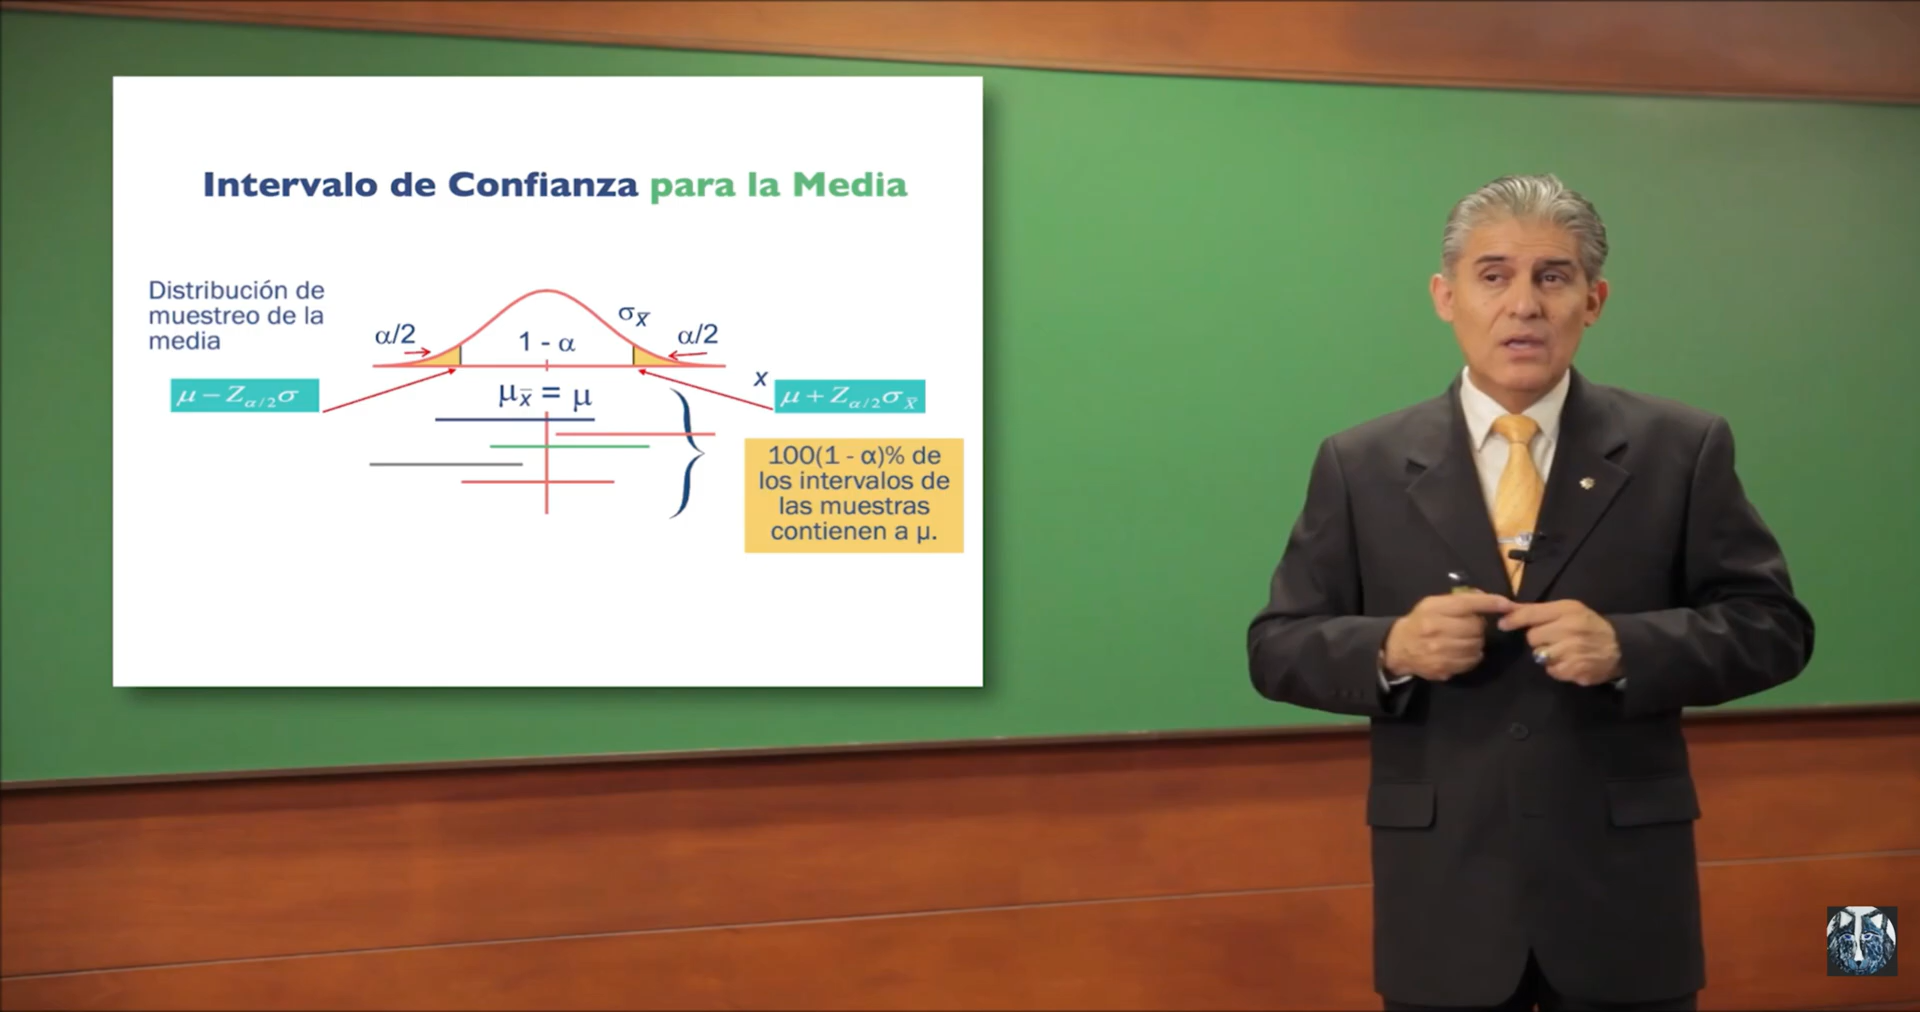 Intervalo de Confianza para la Media
Distribución de
muestreo de la
media
α/2
1 - α
σx̅
α/2
μ − Zα/2σ
μx̅ = μ
x
μ + Zα/2σx̅
100(1 - α)% de
los intervalos de
las muestras
contienen a μ.